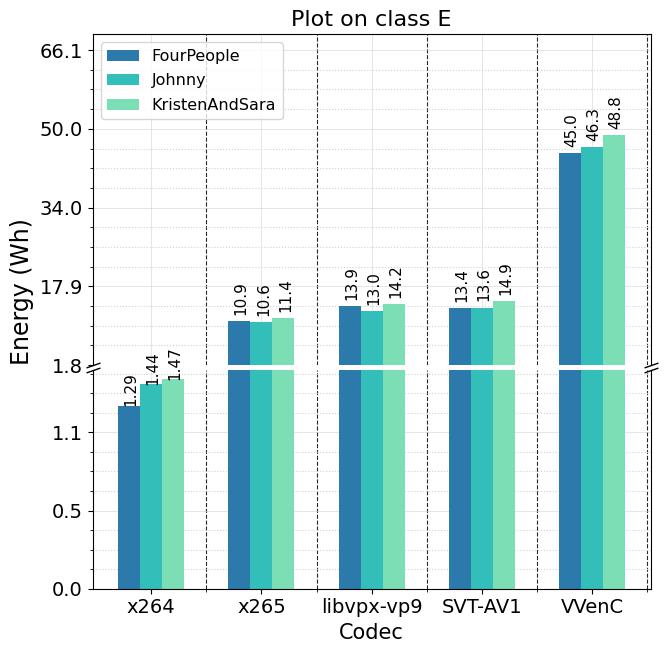 Plot on class E
66.1
50.0
34.0
17.9
1.8
1.1
0.5
0.0
Energy (Wh)
FourPeople
Johnny
KristenAndSara
1.29
1.44
1.47
10.9
10.6
11.4
13.9
13.0
14.2
13.4
13.6
14.9
45.0
46.3
48.8
x264
x265
libvpx-vp9
SVT-AV1
VVenC
Codec